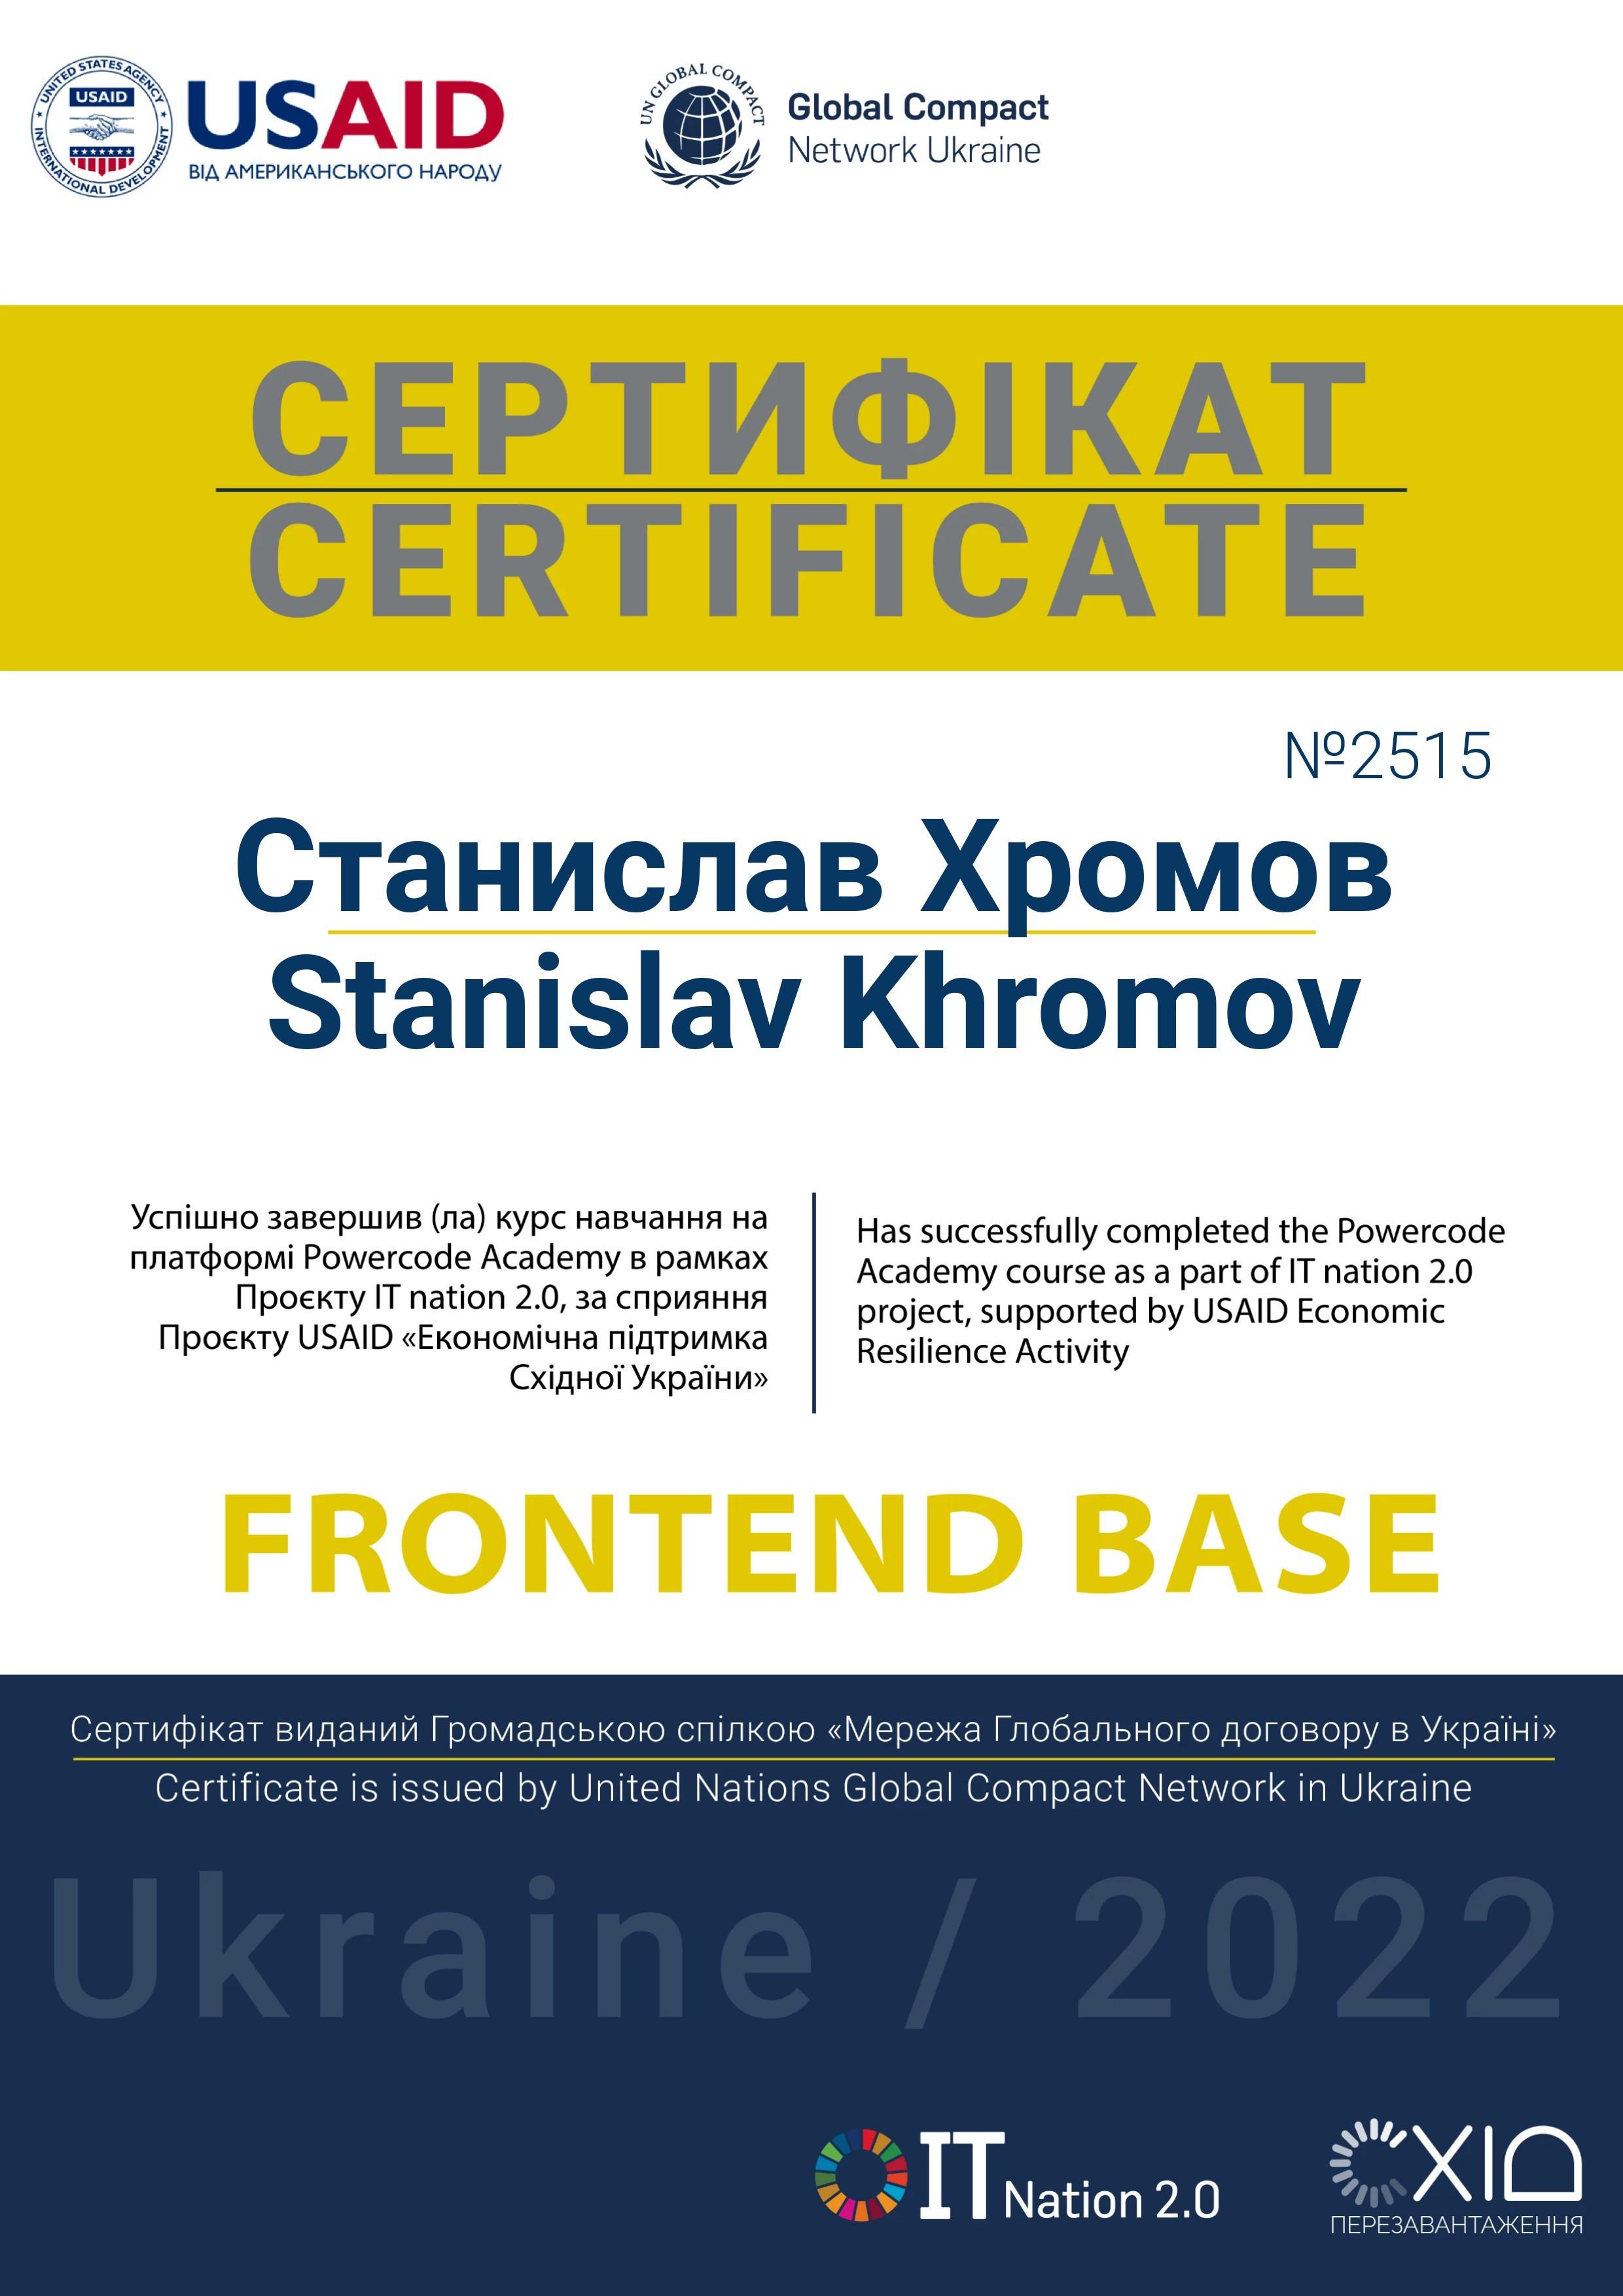 UNITED STATES AGENCY
USAID
INTERNATIONAL DEVELOPMENT
USAID
ВІД АМЕРИКАНСЬКОГО НАРОДУ
UN GLOBAL COMPACT
Global Compact
Network Ukraine
СЕРТИФІКАТ
CERTIFICATE
№2515
Станислав Хромов
Stanislav Khromov
Успішно завершив (ла) курс навчання на
платформі Powercode Academy в рамках
Проєкту IT nation 2.0, за сприяння
Проєкту USAID «Економічна підтримка
Східної України»
Has successfully completed the Powercode
Academy course as a part of IT nation 2.0
project, supported by USAID Economic
Resilience Activity
FRONTEND BASE
Сертифікат виданий Громадською спілкою «Мережа Глобального договору в Україні»
Certificate is issued by United Nations Global Compact Network in Ukraine
Ukraine / 2022
IT Nation 2.0
СХІД
ПЕРЕЗАВАНТАЖЕННЯ